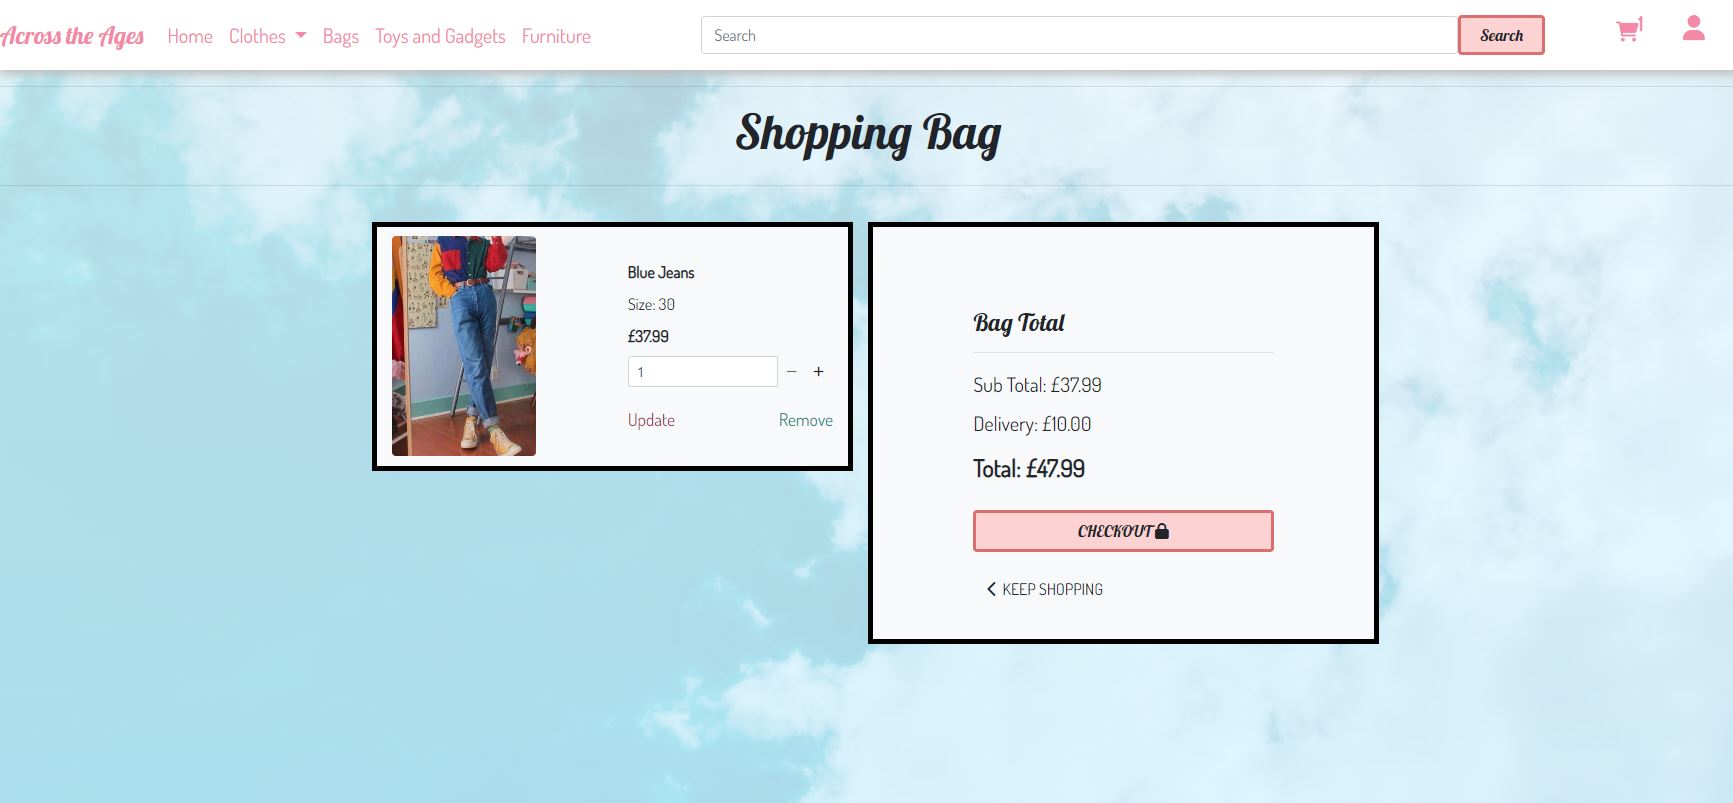 Across the Ages Home Clothes Bags Toys and Gadgets Furniture Search Search 1
Shopping Bag
Blue Jeans
Size: 30
£37.99
1 − +
Update Remove
Bag Total
Sub Total: £37.99
Delivery: £10.00
Total: £47.99
CHECKOUT
KEEP SHOPPING